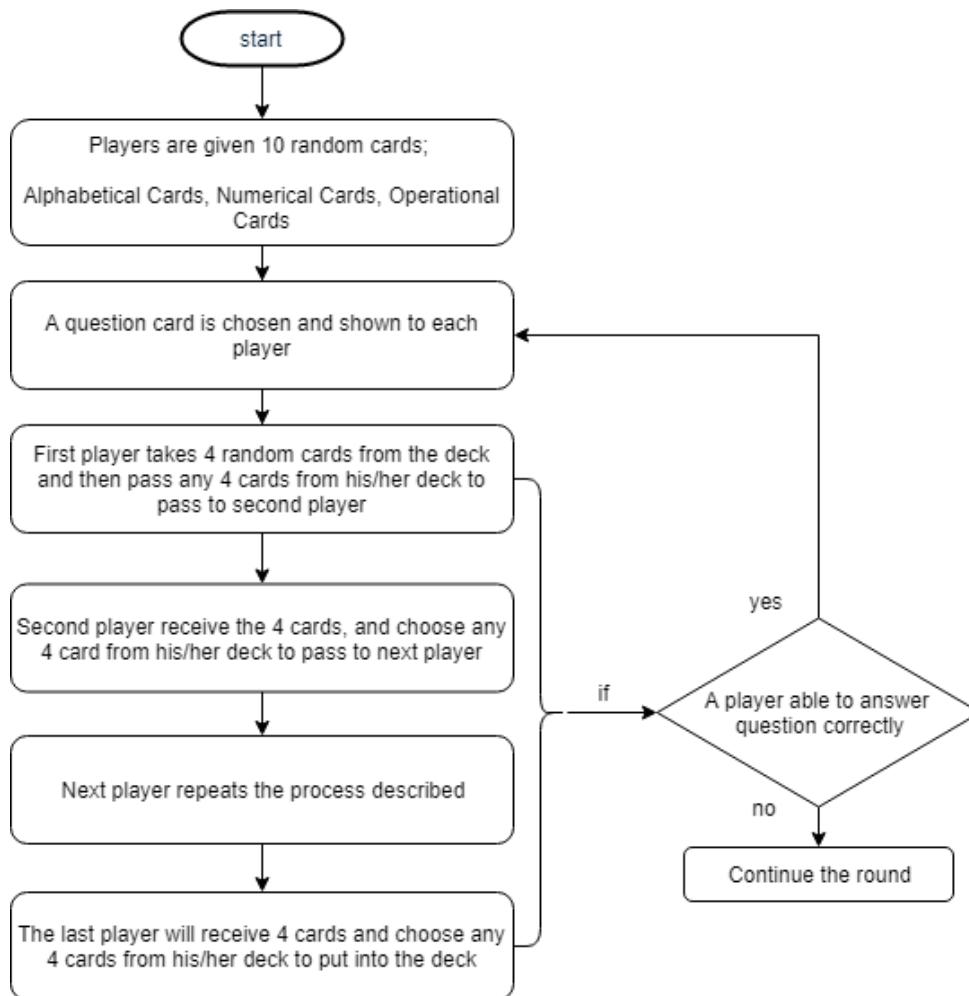 start
Players are given 10 random cards;
Alphabetical Cards, Numerical Cards, Operational
Cards
A question card is chosen and shown to each
player
First player takes 4 random cards from the deck
and then pass any 4 cards from his/her deck to
pass to second player
Second player receive the 4 cards, and choose any
4 card from his/her deck to pass to next player
Next player repeats the process described
The last player will receive 4 cards and choose any
4 cards from his/her deck to put into the deck
if
yes
A player able to answer
question correctly
no
Continue the round